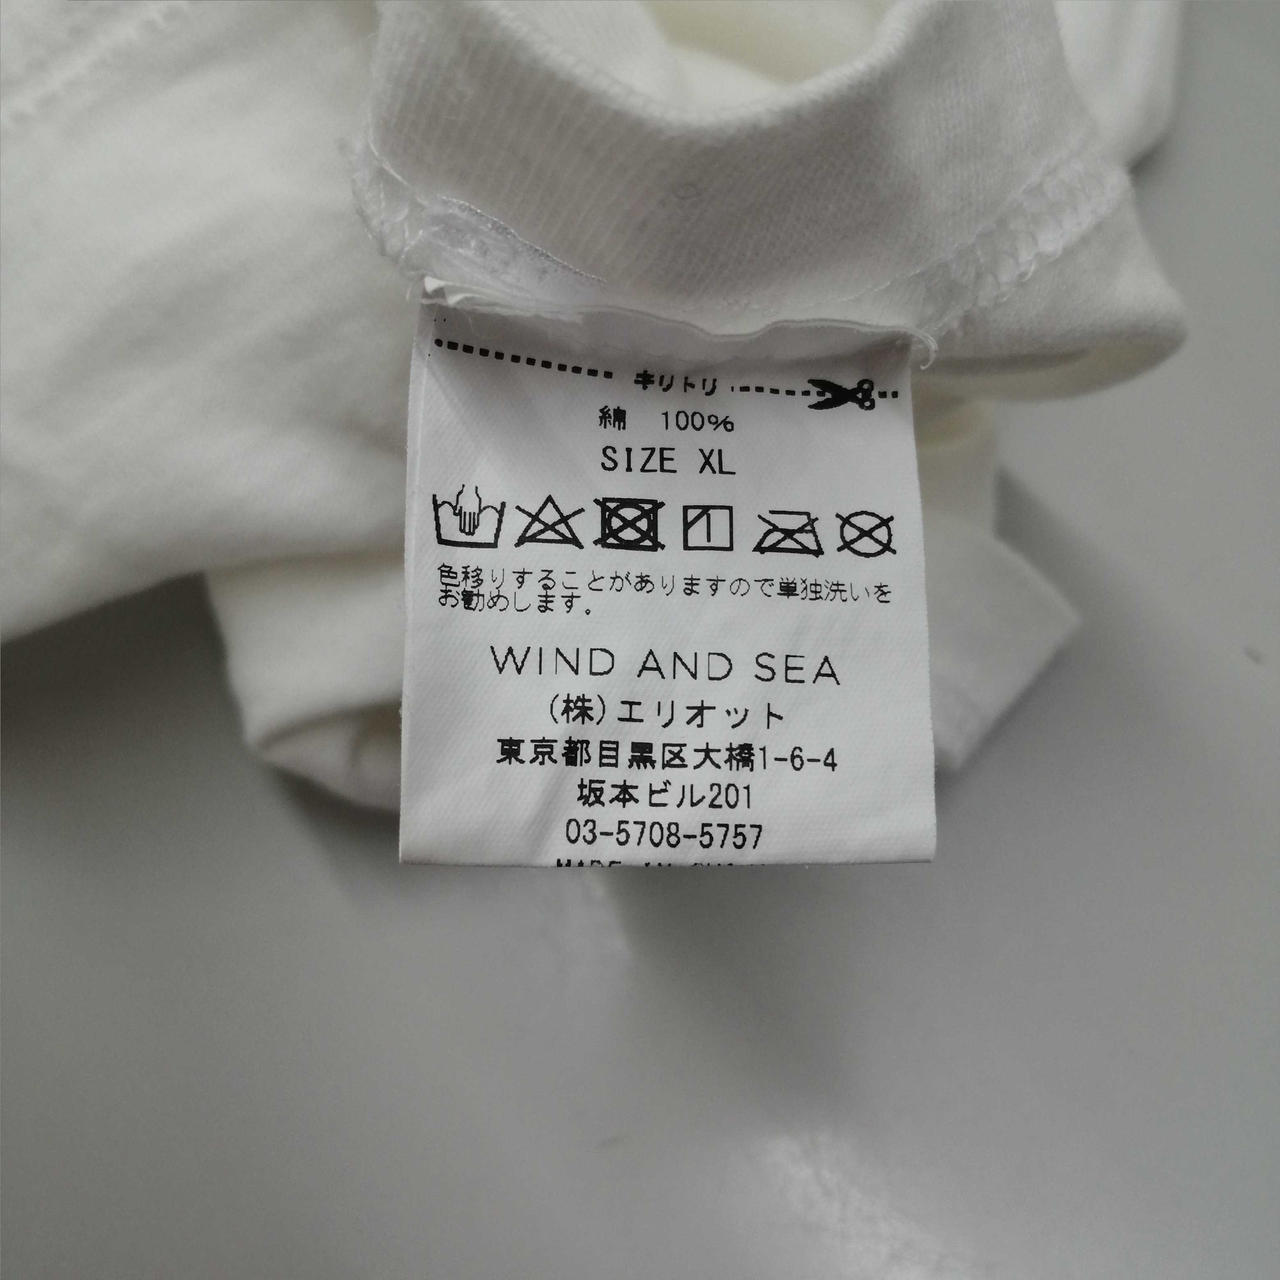 キリトリ
綿 100%
SIZE XL
色移りすることがありますので単独洗いを
お勧めします。
WIND AND SEA
(株)エリオット
東京都目黒区大橋1-6-4
坂本ビル201
03-5708-5757
MADE IN